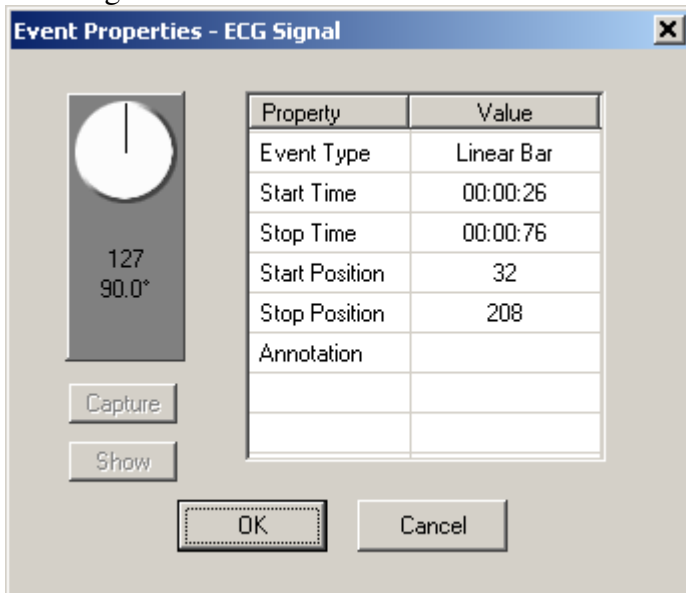 Event Properties - ECG Signal
127
90.0°
Capture
Show
Property Value
Event Type Linear Bar
Start Time 00:00:26
Stop Time 00:00:76
Start Position 32
Stop Position 208
Annotation
OK Cancel